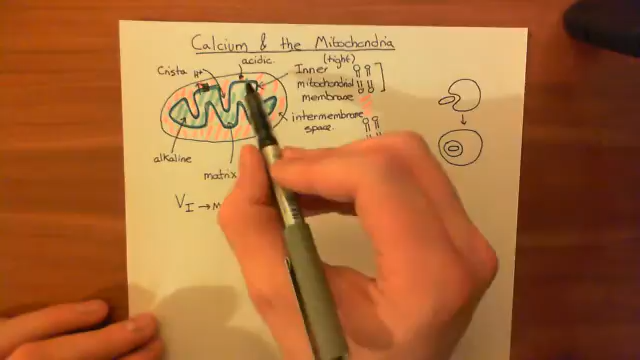 Calcium & the Mitochondria
acidic.
(tight)
Crista
H+
Inner
mitochondrial
membrane
intermembrane
space.
alkaline
matrix
VI → M